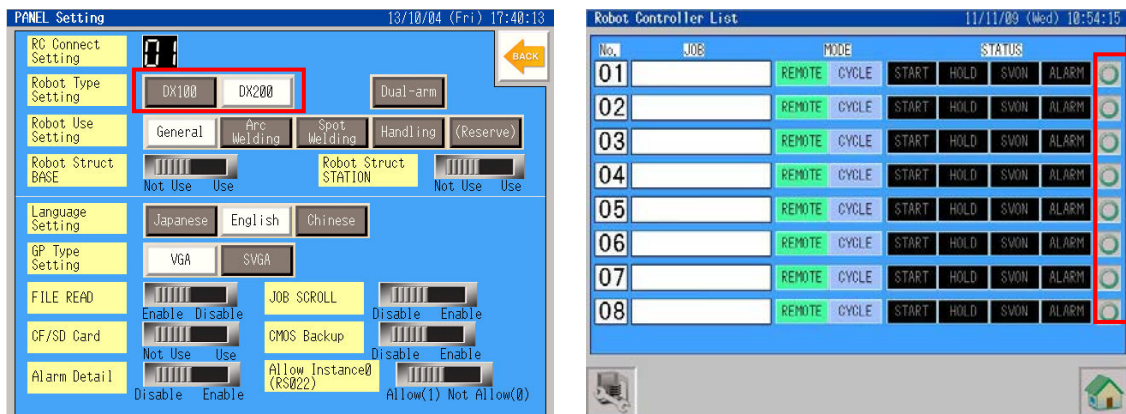 PANEL Setting 13/10/04 (Fri) 17:40:13
RC Connect Setting 01 BACK
Robot Type Setting DX100 DX200 Dual-arm
Robot Use Setting General Arc Welding Spot Welding Handling (Reserve)
Robot Struct BASE Not Use Use Robot Struct STATION Not Use Use
Language Setting Japanese English Chinese
GP Type Setting VGA SVGA
FILE READ Enable Disable JOB SCROLL Disable Enable
CF/SD Card Not Use Use CMOS Backup Disable Enable
Alarm Detail Disable Enable Allow Instance0 (RS022) Allow(1) Not Allow(0)
Robot Controller List 11/11/09 (Wed) 10:54:15
No. JOB MODE STATUS
01 REMOTE CYCLE START HOLD SVON ALARM
02 REMOTE CYCLE START HOLD SVON ALARM
03 REMOTE CYCLE START HOLD SVON ALARM
04 REMOTE CYCLE START HOLD SVON ALARM
05 REMOTE CYCLE START HOLD SVON ALARM
06 REMOTE CYCLE START HOLD SVON ALARM
07 REMOTE CYCLE START HOLD SVON ALARM
08 REMOTE CYCLE START HOLD SVON ALARM